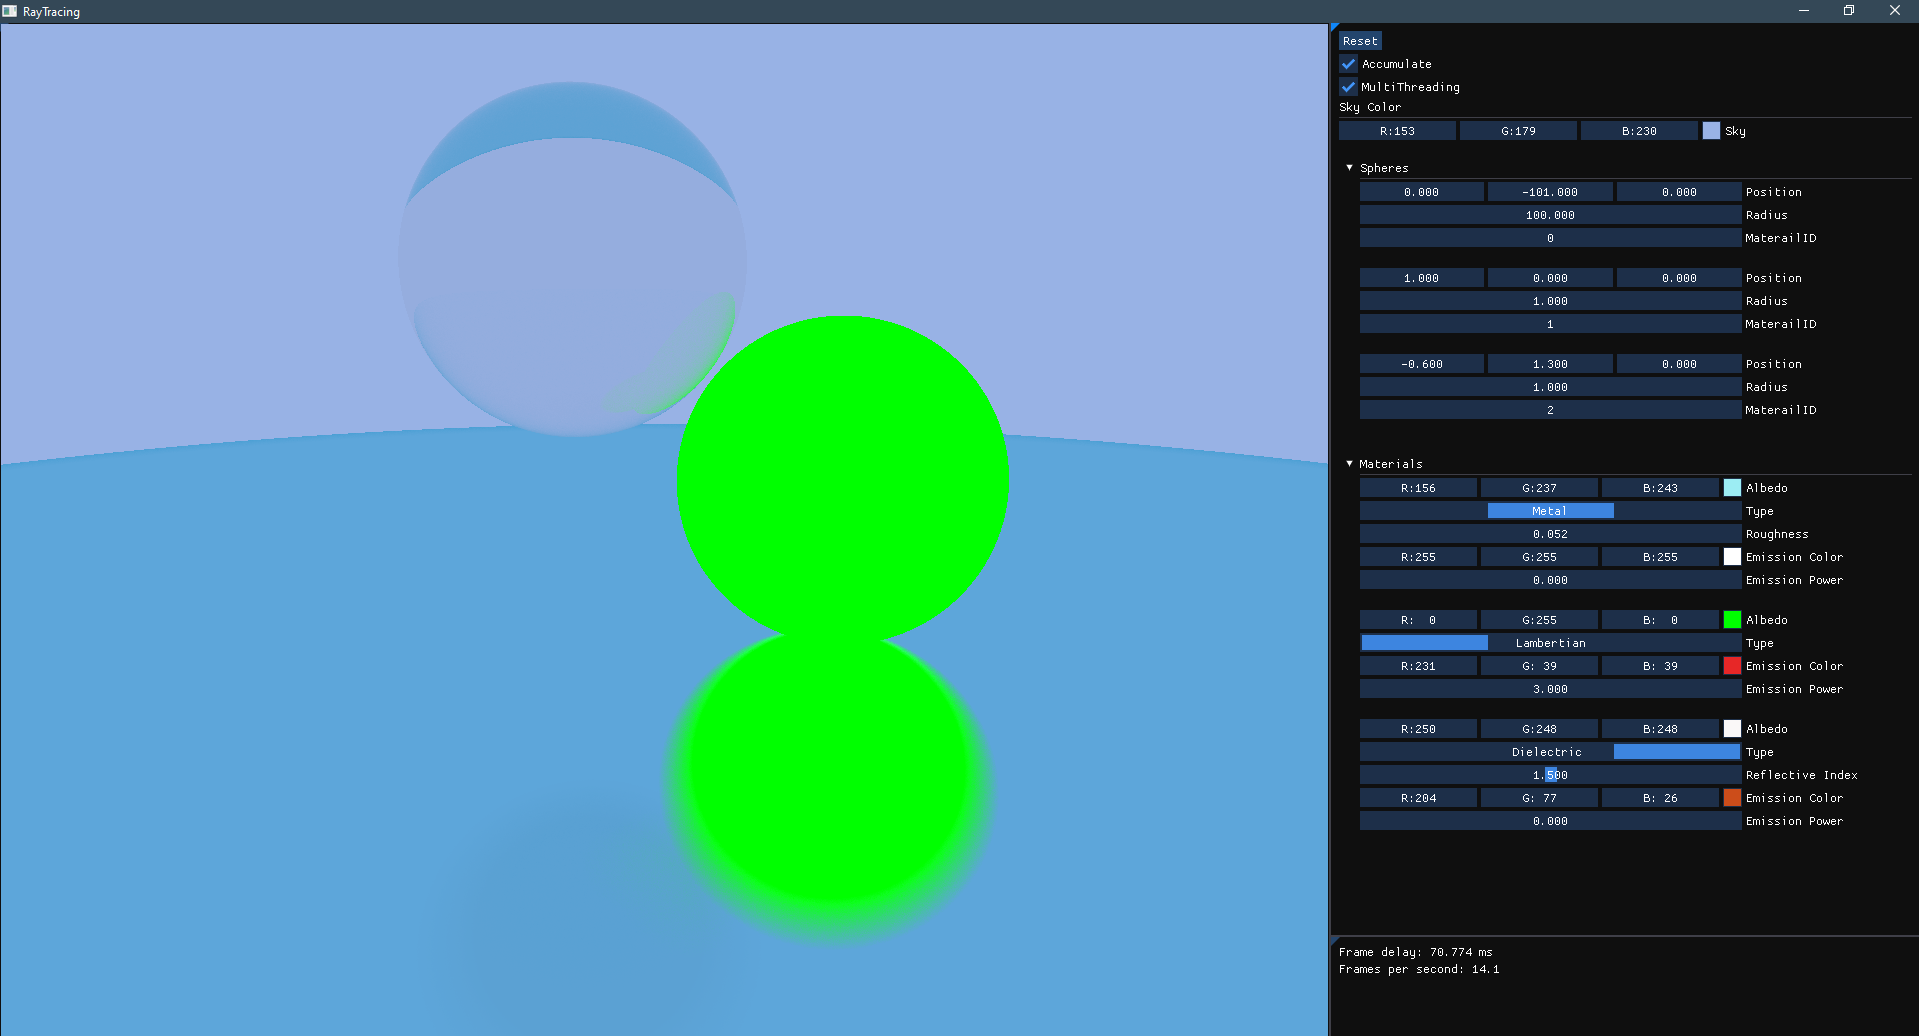 RayTracing
Reset
Accumulate
MultiThreading
Sky Color
R:153 G:179 B:230 Sky
Spheres
0.000 -101.000 0.000 Position
100.000 Radius
0 MaterailID
1.000 0.000 0.000 Position
1.000 Radius
1 MaterailID
-0.600 1.300 0.000 Position
1.000 Radius
2 MaterailID
Materials
R:156 G:237 B:243 Albedo
Metal Type
0.052 Roughness
R:255 G:255 B:255 Emission Color
0.000 Emission Power
R: 0 G:255 B: 0 Albedo
Lambertian Type
R:231 G: 39 B: 39 Emission Color
3.000 Emission Power
R:250 G:248 B:248 Albedo
Dielectric Type
1.500 Reflective Index
R:204 G: 77 B: 26 Emission Color
0.000 Emission Power
Frame delay: 70.774 ms
Frames per second: 14.1